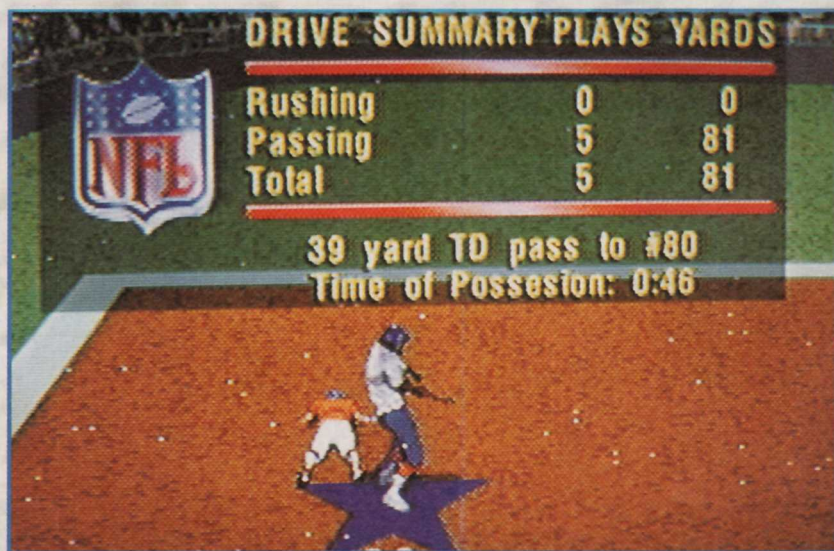 DRIVE SUMMARY PLAYS YARDS
NFL
Rushing 0 0
Passing 5 81
Total 5 81
39 yard TD pass to #80
Time of Possesion: 0:46